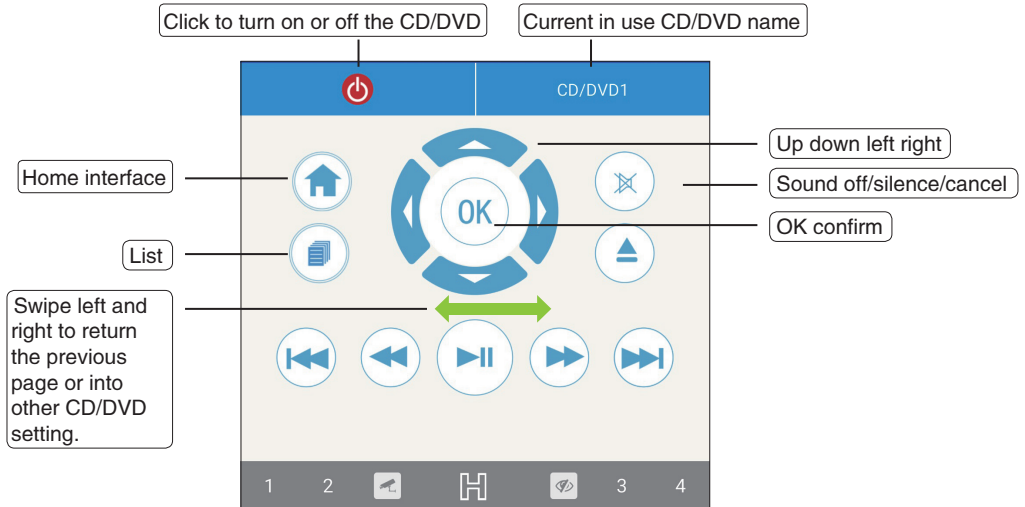 Click to turn on or off the CD/DVD
Current in use CD/DVD name
CD/DVD1
Up down left right
Home interface
Sound off/silence/cancel
OK
OK confirm
List
Swipe left and
right to return
the previous
page or into
other CD/DVD
setting.
1 2 3 4